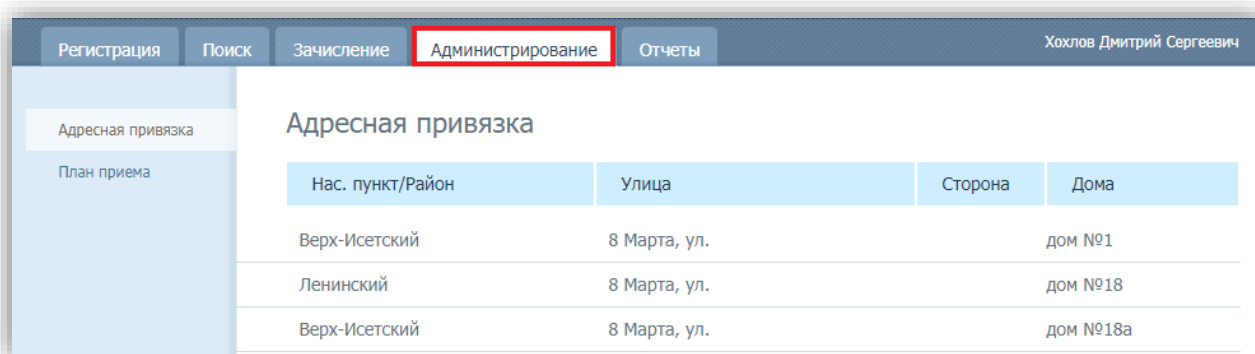 Регистрация Поиск Зачисление Администрирование Отчеты Хохлов Дмитрий Сергеевич
Адресная привязка
План приема
Адресная привязка
Нас. пункт/Район Улица Сторона Дома
Верх-Исетский 8 Марта, ул. дом №1
Ленинский 8 Марта, ул. дом №18
Верх-Исетский 8 Марта, ул. дом №18а